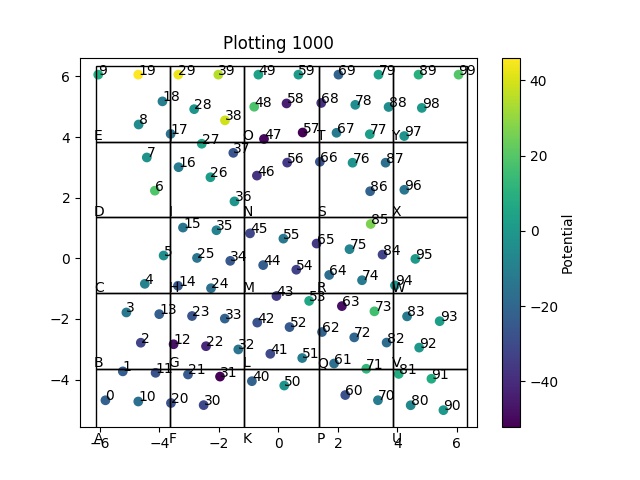 Plotting 1000
9 19 29 39 49 59 69 79 89 99
8 18 28 38 48 58 68 78 88 98
E 17 27 37 O 47 57 T 67 77 Y 97
7 16 26 36 46 56 66 76 86 87 96
6
D I N S X
5 15 25 35 45 55 65 75 85 95
4 14 24 34 44 54 64 74 84 94
C H M R W
3 13 23 33 43 53 63 73 83 93
2 12 22 32 42 52 62 72 82 92
B G L Q V
1 11 21 31 41 51 61 71 81 91
0 10 20 30 40 50 60 70 80 90
A F K P U
6
4
2
0
−2
−4
−6 −4 −2 0 2 4 6
40
20
0
−20
−40
Potential